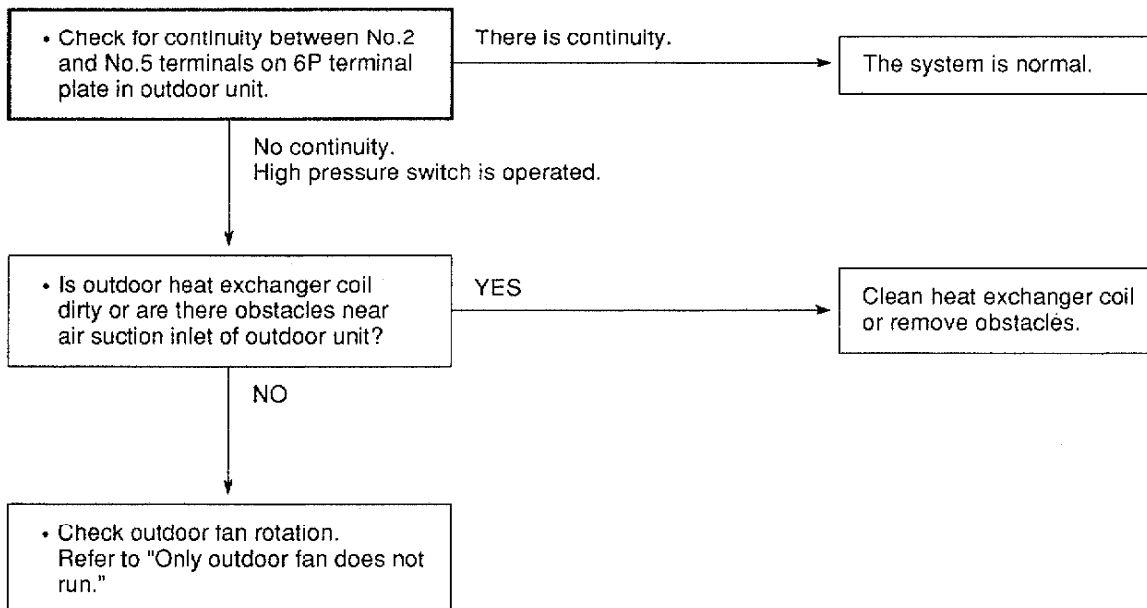 • Check for continuity between No.2
and No.5 terminals on 6P terminal
plate in outdoor unit.
There is continuity.
The system is normal.
No continuity.
High pressure switch is operated.
• Is outdoor heat exchanger coil
dirty or are there obstacles near
air suction inlet of outdoor unit?
YES
Clean heat exchanger coil
or remove obstacles.
NO
• Check outdoor fan rotation.
Refer to "Only outdoor fan does not
run."